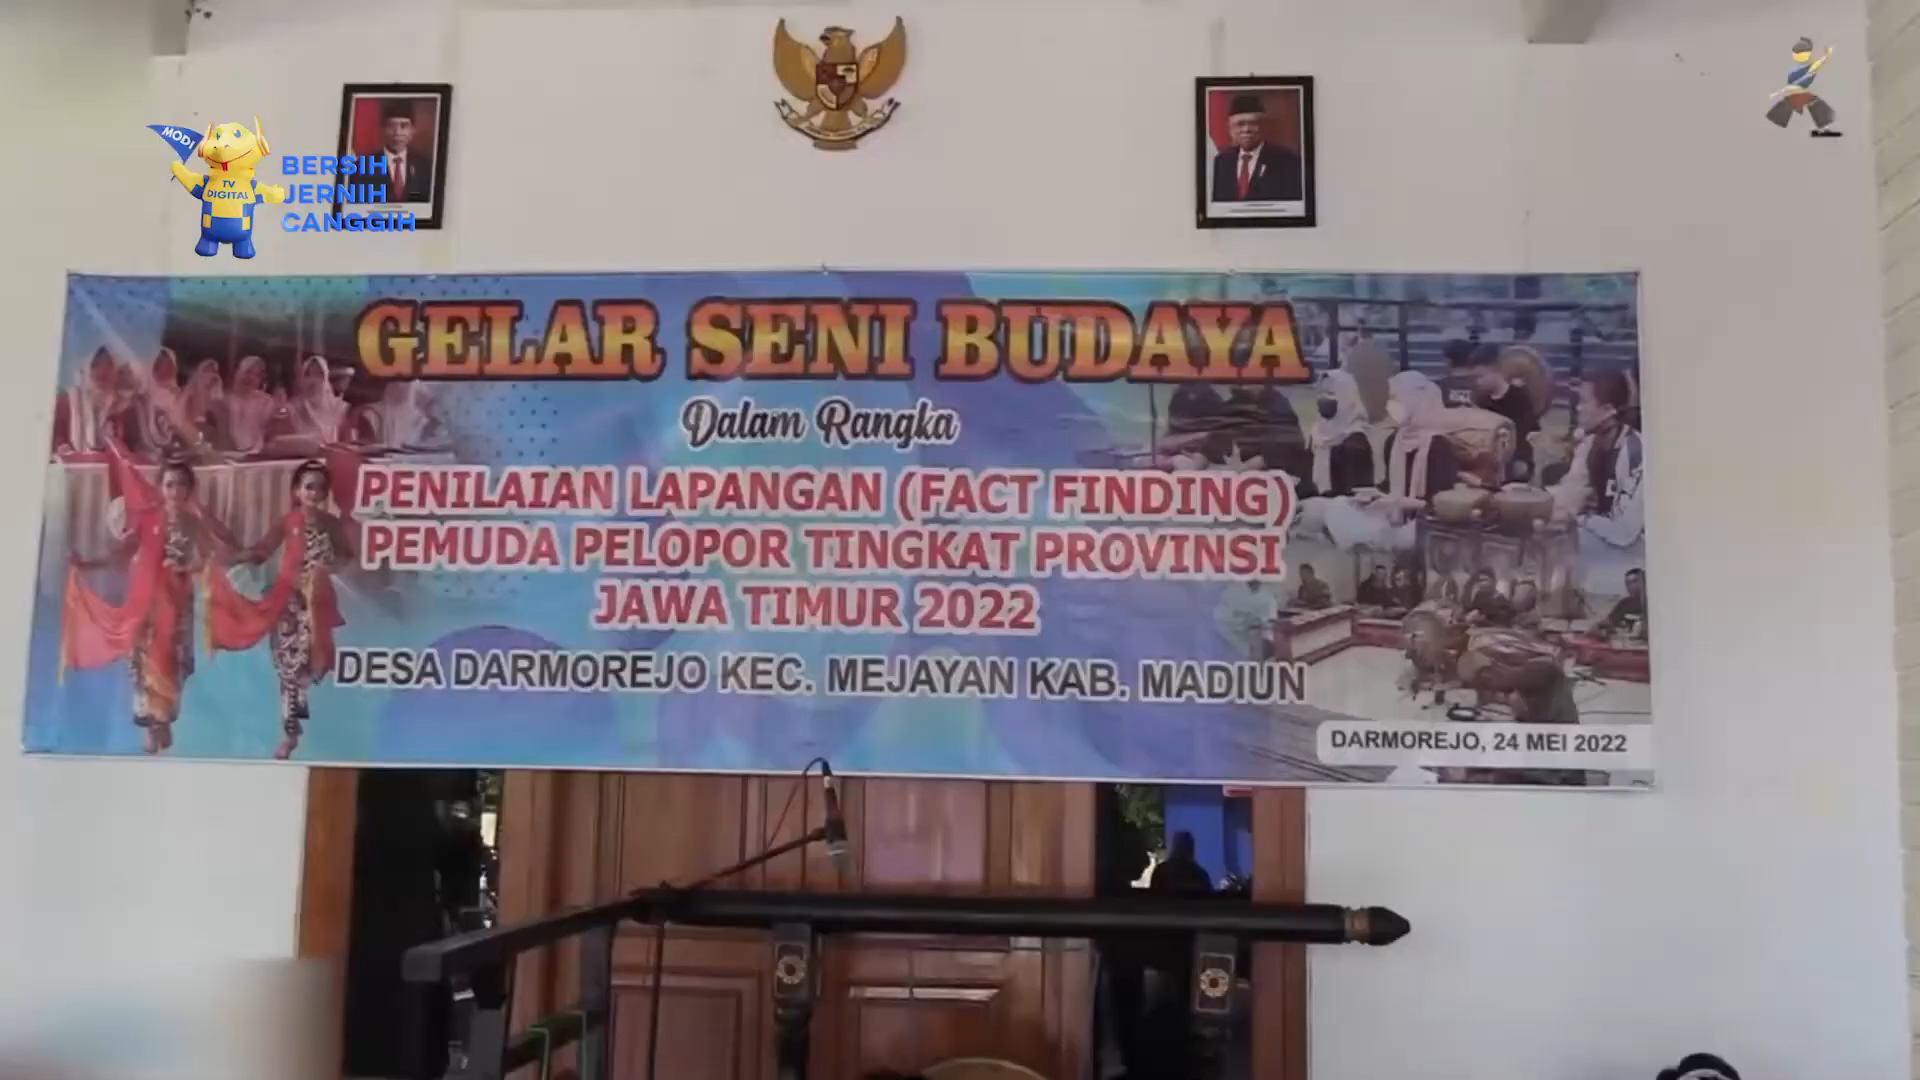 MODI
TV
DIGITAL
BERSIH
JERNIH
CANGGIH
GELAR SENI BUDAYA
Dalam Rangka
PENILAIAN LAPANGAN (FACT FINDING)
PEMUDA PELOPOR TINGKAT PROVINSI
JAWA TIMUR 2022
DESA DARMOREJO KEC. MEJAYAN KAB. MADIUN
DARMOREJO, 24 MEI 2022